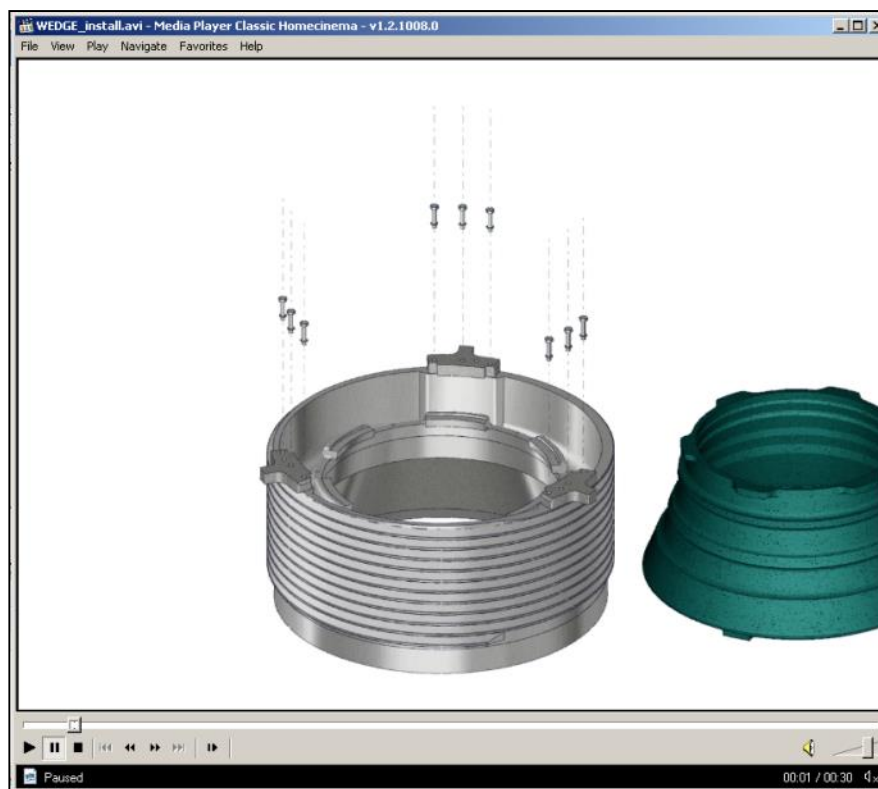 WEDGE_install.avi - Media Player Classic Homecinema - v1.2.1008.0
File View Play Navigate Favorites Help
Paused
00:01 / 00:30